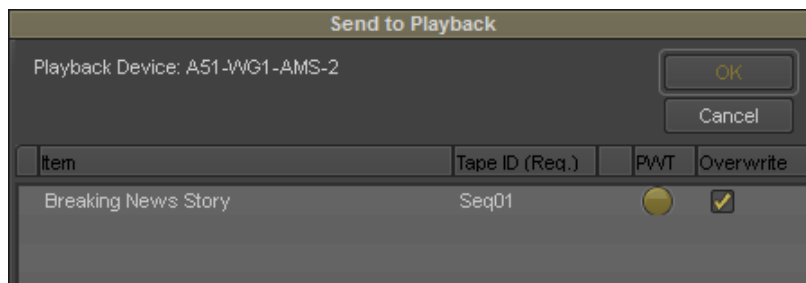 Send to Playback
Playback Device: A51-WG1-AMS-2
OK
Cancel
Item Tape ID (Req.) PWT Overwrite
Breaking News Story Seq01